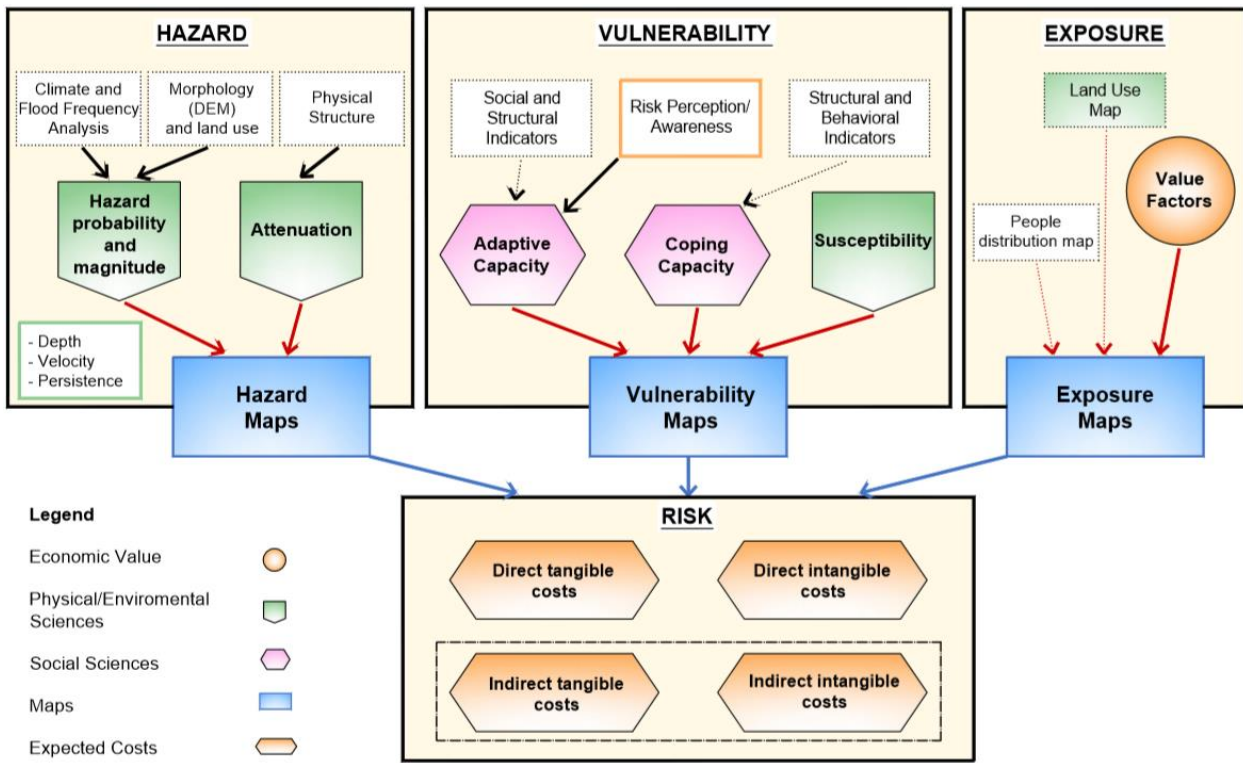 HAZARD
Climate and
Flood Frequency
Analysis
Morphology
(DEM)
and land use
Physical
Structure
Hazard
probability
and
magnitude
Attenuation
- Depth
- Velocity
- Persistence
Hazard
Maps
VULNERABILITY
Social and
Structural
Indicators
Risk Perception/
Awareness
Structural and
Behavioral
Indicators
Adaptive
Capacity
Coping
Capacity
Susceptibility
Vulnerability
Maps
EXPOSURE
Land Use
Map
Value
Factors
People
distribution map
Exposure
Maps
RISK
Direct tangible
costs
Direct intangible
costs
Indirect tangible
costs
Indirect intangible
costs
Legend
Economic Value
Physical/Enviromental
Sciences
Social Sciences
Maps
Expected Costs